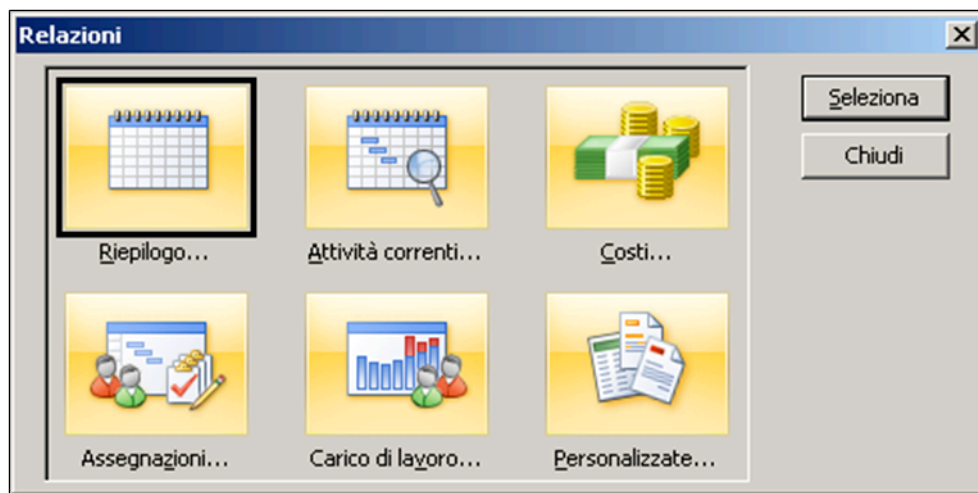 Relazioni
Seleziona
Chiudi
Riepilogo...
Attività correnti...
Costi...
Assegnazioni...
Carico di lavoro...
Personalizzate...